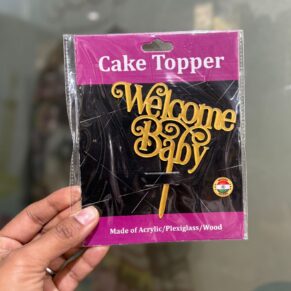 Cake Topper
Welcome
Baby
Made of Acrylic/Plexiglass/Wood